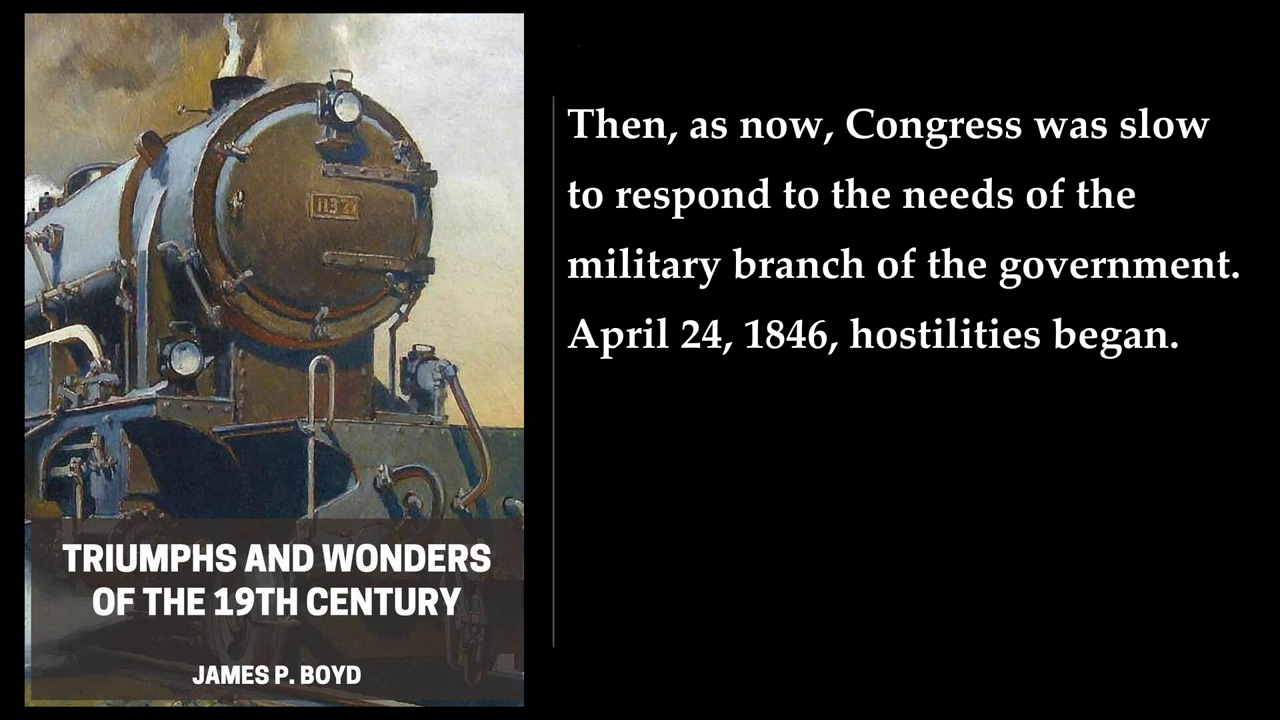 Then, as now, Congress was slow
to respond to the needs of the
military branch of the government.
April 24, 1846, hostilities began.
TRIUMPHS AND WONDERS
OF THE 19TH CENTURY
JAMES P. BOYD